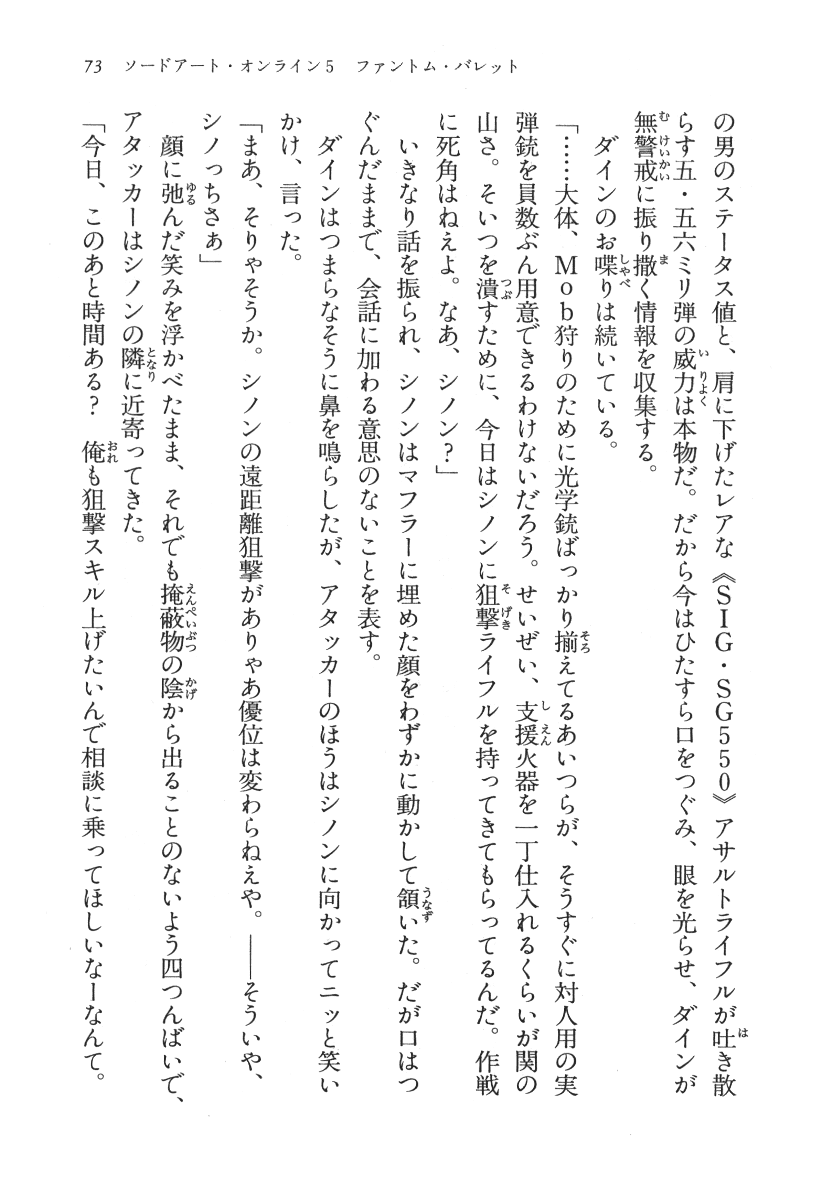 73　ソードアート・オンライン5　ファントム・バレット
の男のステータス値と、肩に下げたレアな《SIG・SG550》アサルトライフルが吐き散
らす五・五六ミリ弾の威力は本物だ。だから今はひたすら口をつぐみ、眼を光らせ、ダインが
無警戒に振り撒く情報を収集する。
　ダインのお喋りは続いている。
「……大体、Mob狩りのために光学銃ばっかり揃えてるあいつらが、そうすぐに対人用の実
弾銃を員数ぶん用意できるわけないだろう。せいぜい、支援火器を一丁仕入れるくらいが関の
山さ。そいつを潰すために、今日はシノンに狙撃ライフルを持ってきてもらってるんだ。作戦
に死角はねえよ。なあ、シノン?」
　いきなり話を振られ、シノンはマフラーに埋めた顔をわずかに動かして頷いた。だが口はつ
ぐんだままで、会話に加わる意思のないことを表す。
　ダインはつまらなそうに鼻を鳴らしたが、アタッカーのほうはシノンに向かってニッと笑い
かけ、言った。
「まあ、そりゃそうか。シノンの遠距離狙撃がありゃあ優位は変わらねえや。――そういや、
シノっちさぁ」
　顔に弛んだ笑みを浮かべたまま、それでも掩蔽物の陰から出ることのないよう四つんばいで、
アタッカーはシノンの隣に近寄ってきた。
「今日、このあと時間ある?　俺も狙撃スキル上げたいんで相談に乗ってほしいなーなんて。